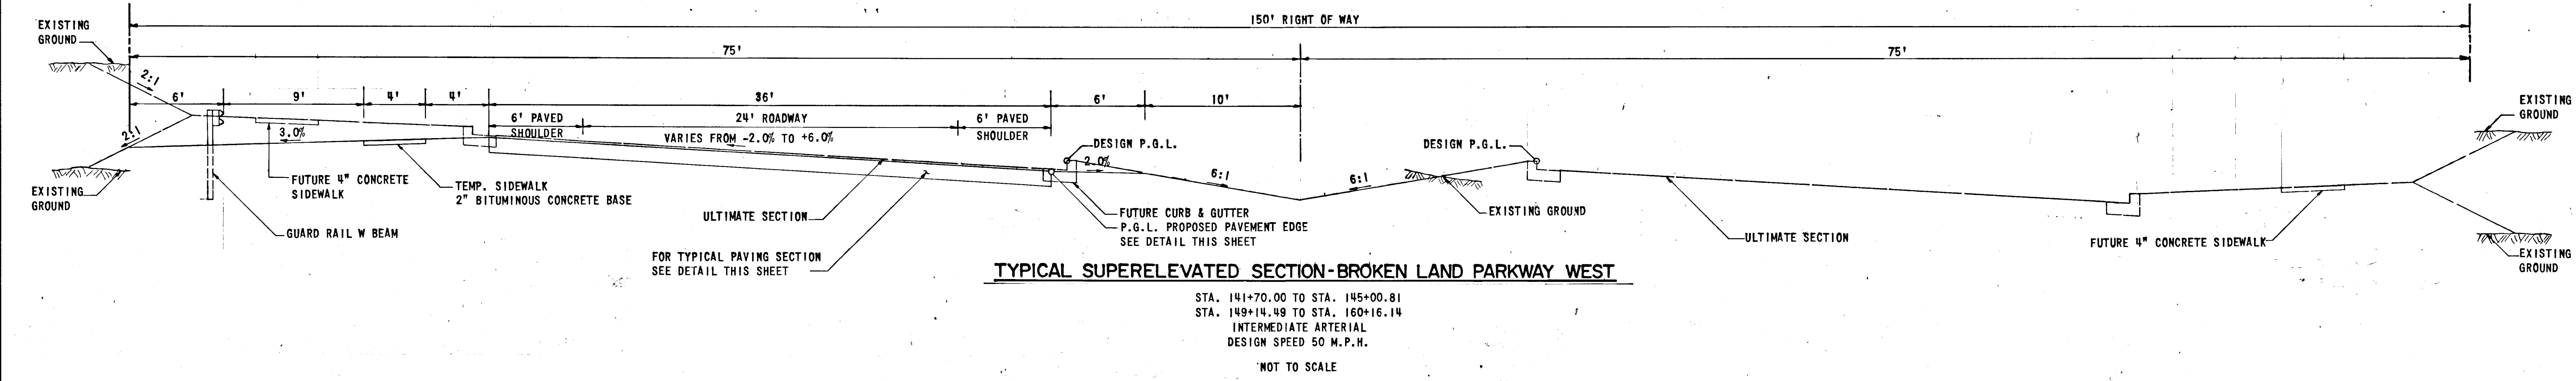 150' RIGHT OF WAY
EXISTING
GROUND
75'
75'
2:1
6'
9'
4'
4'
36'
6'
10'
6' PAVED
SHOULDER
24' ROADWAY
6' PAVED
SHOULDER
VARIES FROM -2.0% TO +6.0%
2:1
3.0%
DESIGN P.G.L.
2.0%
6:1
6:1
DESIGN P.G.L.
EXISTING
GROUND
EXISTING
GROUND
FUTURE 4" CONCRETE
SIDEWALK
TEMP. SIDEWALK
2" BITUMINOUS CONCRETE BASE
GUARD RAIL W BEAM
ULTIMATE SECTION
FOR TYPICAL PAVING SECTION
SEE DETAIL THIS SHEET
FUTURE CURB & GUTTER
P.G.L. PROPOSED PAVEMENT EDGE
SEE DETAIL THIS SHEET
EXISTING GROUND
ULTIMATE SECTION
FUTURE 4" CONCRETE SIDEWALK
EXISTING
GROUND
TYPICAL SUPERELEVATED SECTION-BROKEN LAND PARKWAY WEST
STA. 141+70.00 TO STA. 145+00.81
STA. 149+14.49 TO STA. 160+16.14
INTERMEDIATE ARTERIAL
DESIGN SPEED 50 M.P.H.
NOT TO SCALE